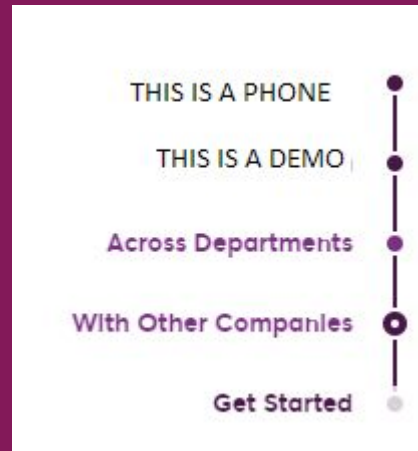 THIS IS A PHONE
THIS IS A DEMO
Across Departments
With Other Companies
Get Started